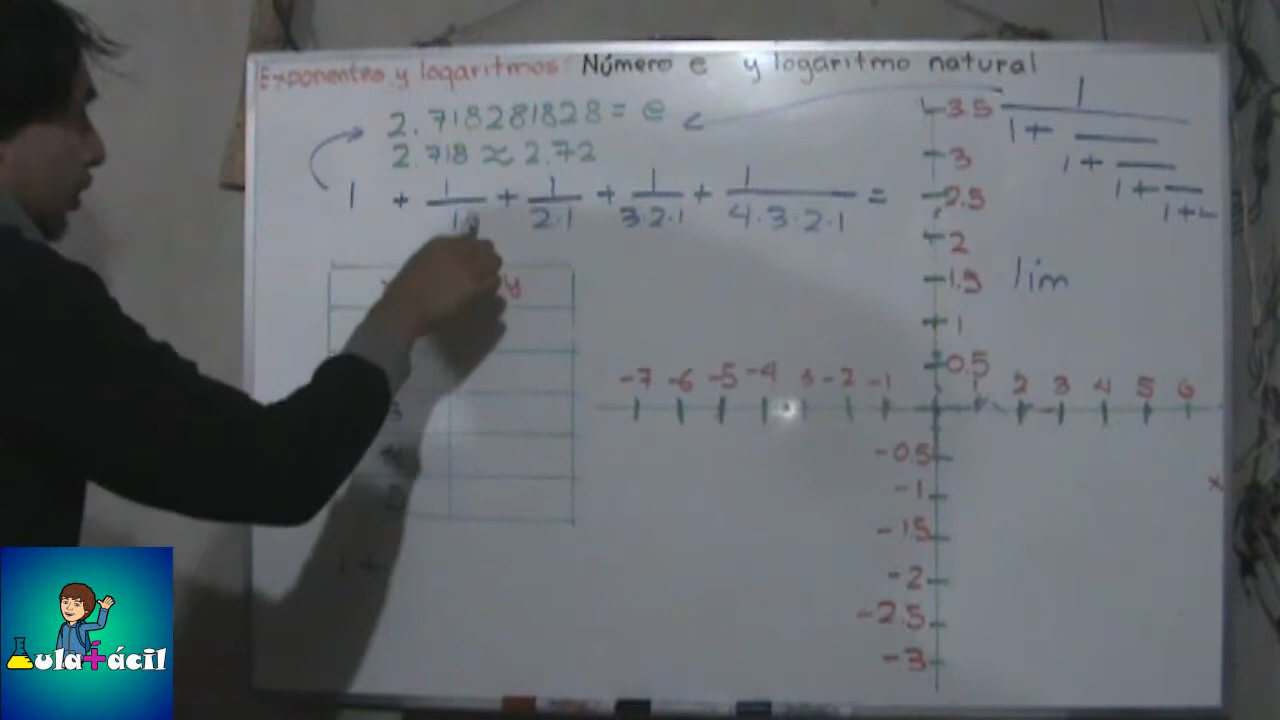 Exponentes y logaritmos Número e y logaritmo natural
2.718281828 = e
2.718 ≈ 2.72
1 + 1/1 + 1/2·1 + 1/3·2·1 + 1/4·3·2·1 =
1
1+
1+
1+
1+
lim
y
3.5
3
2.5
2
1.5
1
0.5
-7 -6 -5 -4 3 -2 -1 1 2 3 4 5 6
-0.5
-1
-1.5
-2
-2.5
-3
x
1 +
Aula+ácil